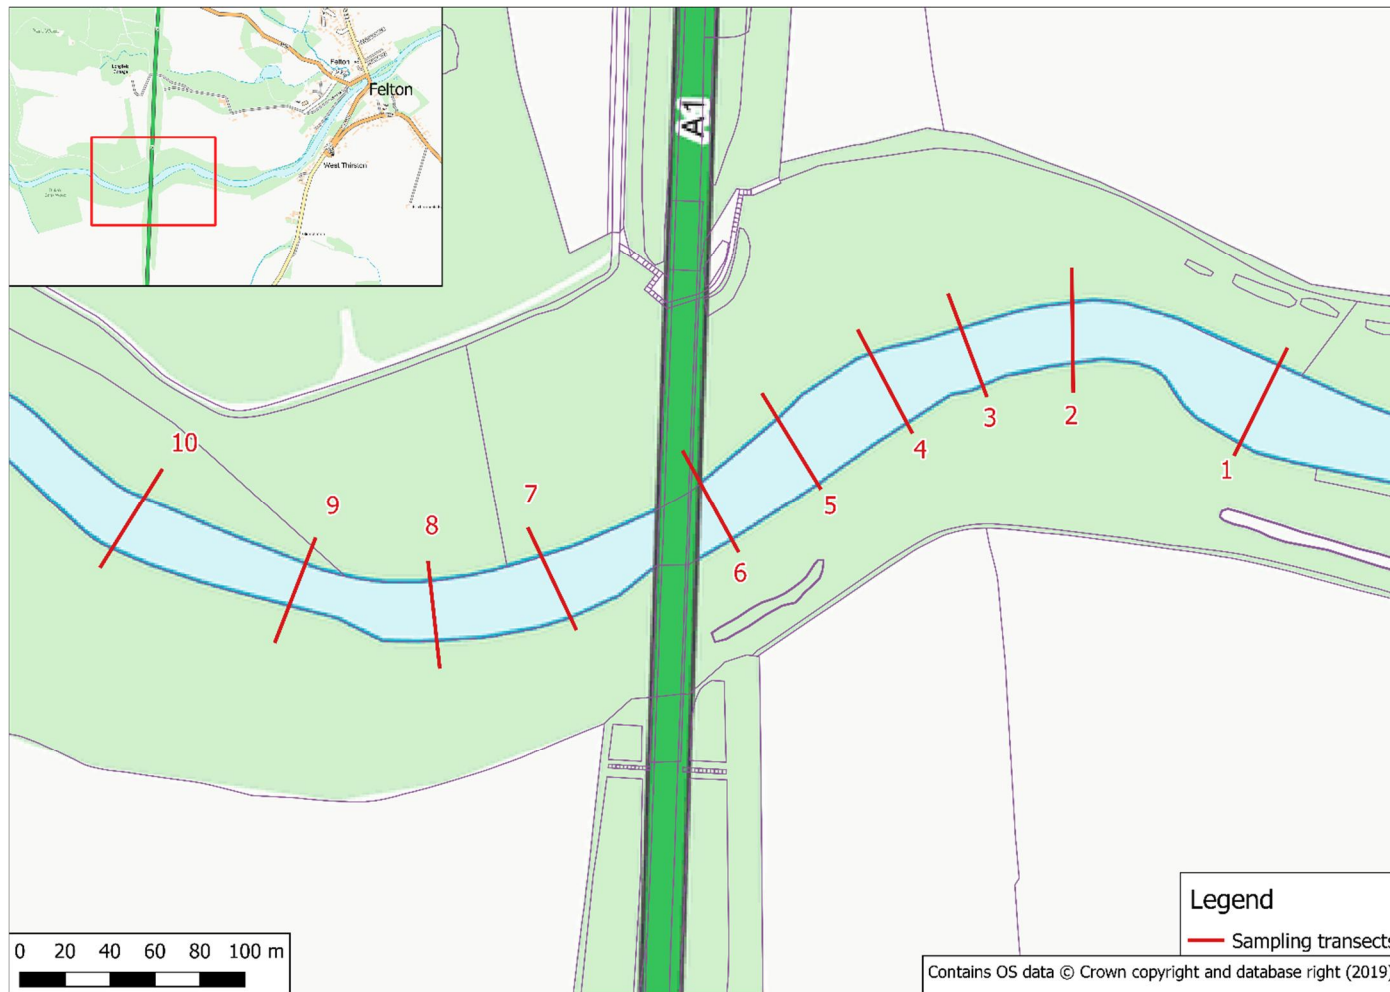 Felton
Felton
West Thirston
A1
10
9
8
7
6
5
4
3
2
1
Legend
Sampling transects
0 20 40 60 80 100 m
Contains OS data © Crown copyright and database right (2019)